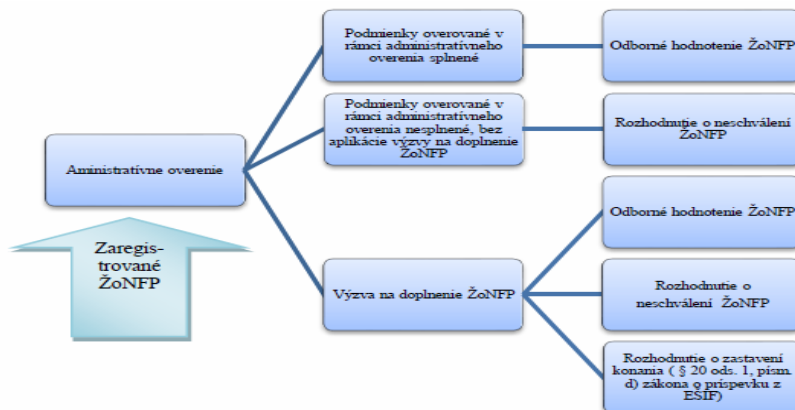 Podmienky overované v
rámci administratívneho
overenia splnené
Odborné hodnotenie ŽoNFP
Podmienky overované v
rámci administratívneho
overenia nesplnené, bez
aplikácie výzvy na doplnenie
ŽoNFP
Rozhodnutie o neschválení
ŽoNFP
Aministratívne overenie
Zaregis-
trované
ŽoNFP
Výzva na doplnenie ŽoNFP
Odborné hodnotenie ŽoNFP
Rozhodnutie o
neschválení ŽoNFP
Rozhodnutie o zastavení
konania ( § 20 ods. 1, písm.
d) zákona o príspevku z
EŠIF)